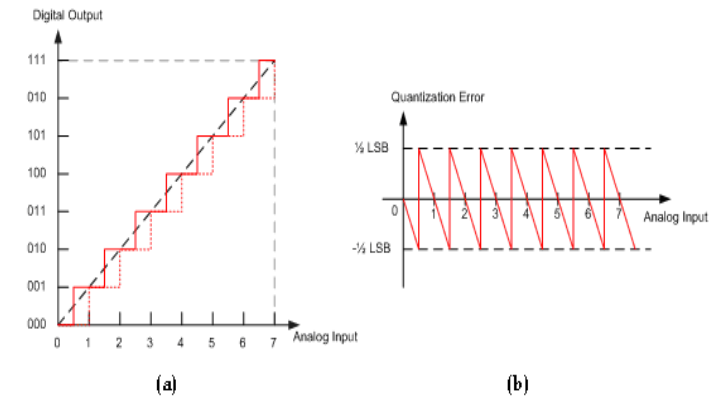 Digital Output
111
010
101
100
011
010
001
000
0 1 2 3 4 5 6 7
Analog Input
(a)
Quantization Error
½ LSB
0 1 2 3 4 5 6 7
Analog Input
-½ LSB
(b)